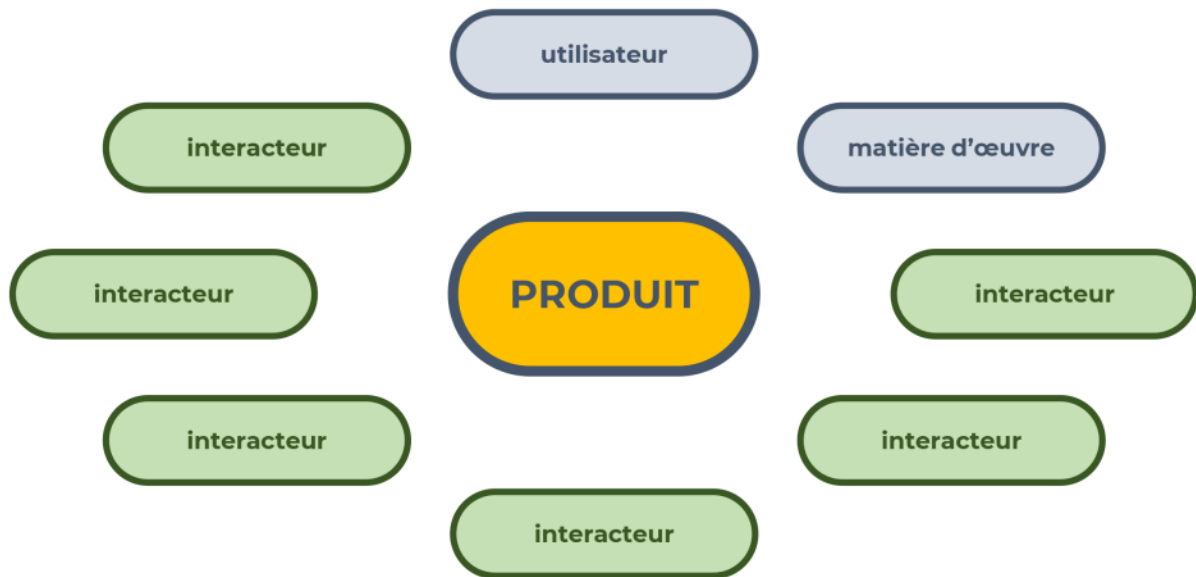 utilisateur
interacteur
matière d'œuvre
interacteur
PRODUIT
interacteur
interacteur
interacteur
interacteur